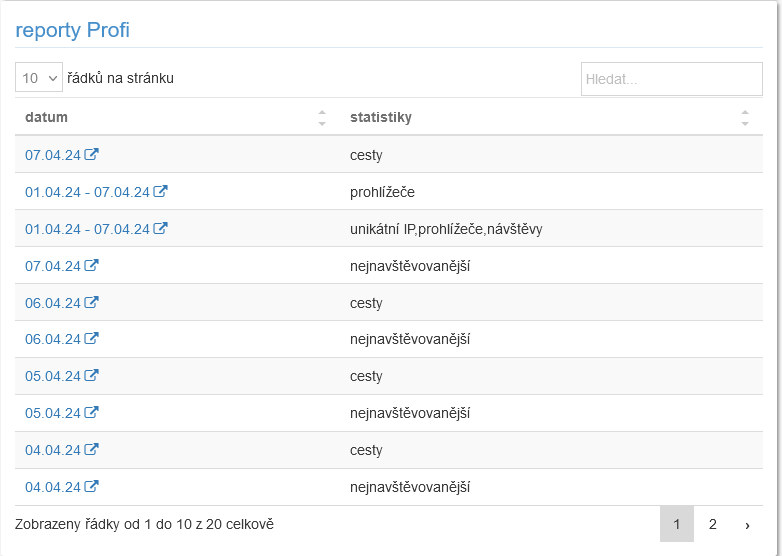 reporty Profi
10 řádků na stránku Hledat...
datum statistiky
07.04.24 cesty
01.04.24 - 07.04.24 prohlížeče
01.04.24 - 07.04.24 unikátní IP,prohlížeče,návštěvy
07.04.24 nejnavštěvovanější
06.04.24 cesty
06.04.24 nejnavštěvovanější
05.04.24 cesty
05.04.24 nejnavštěvovanější
04.04.24 cesty
04.04.24 nejnavštěvovanější
Zobrazeny řádky od 1 do 10 z 20 celkově 1 2 ›